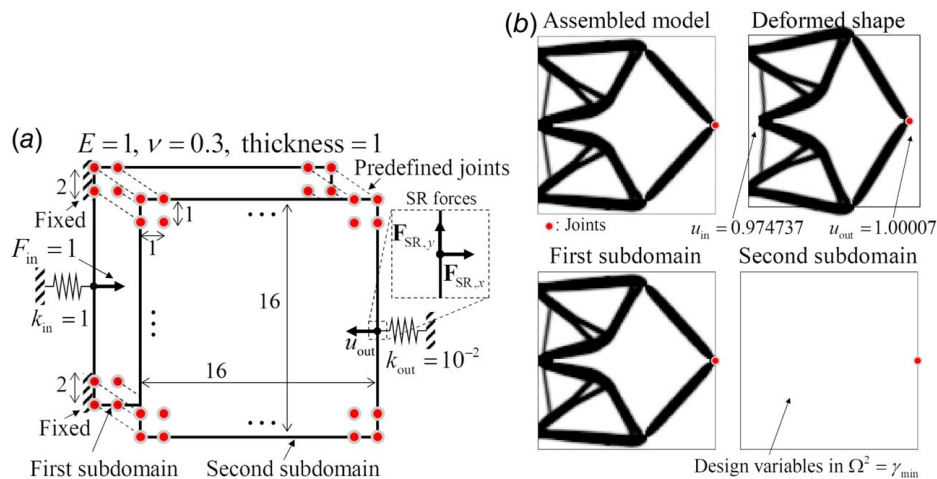 (a)
E = 1, ν = 0.3, thickness = 1
Predefined joints
2
Fixed
1
1
SR forces
F_SR,y
F_SR,x
F_in = 1
k_in = 1
16
16
u_out
k_out = 10^-2
2
Fixed
First subdomain
Second subdomain
(b)
Assembled model
Deformed shape
: Joints
u_in = 0.974737
u_out = 1.00007
First subdomain
Second subdomain
Design variables in Ω² = γ_min